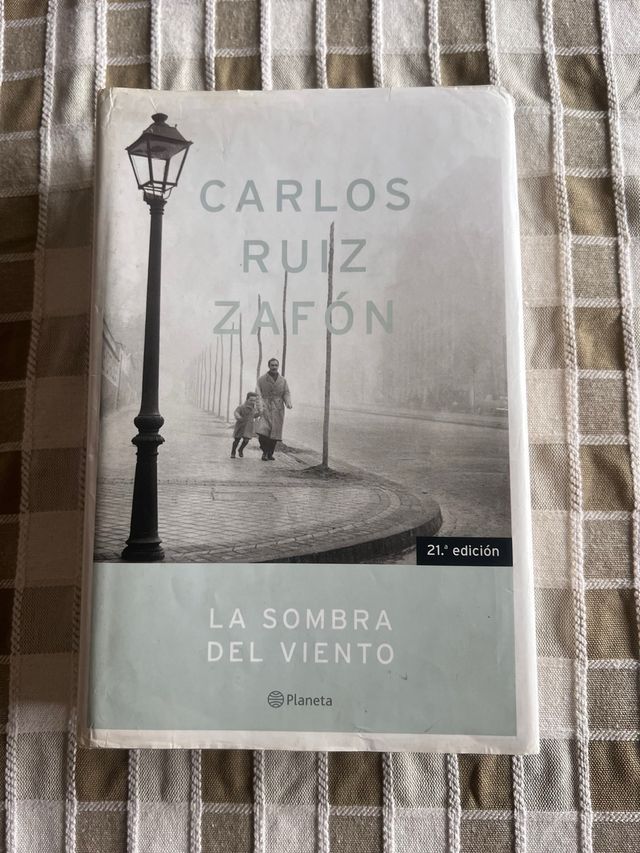 CARLOS
RUIZ
ZAFÓN
21.ª edición
LA SOMBRA
DEL VIENTO
Planeta